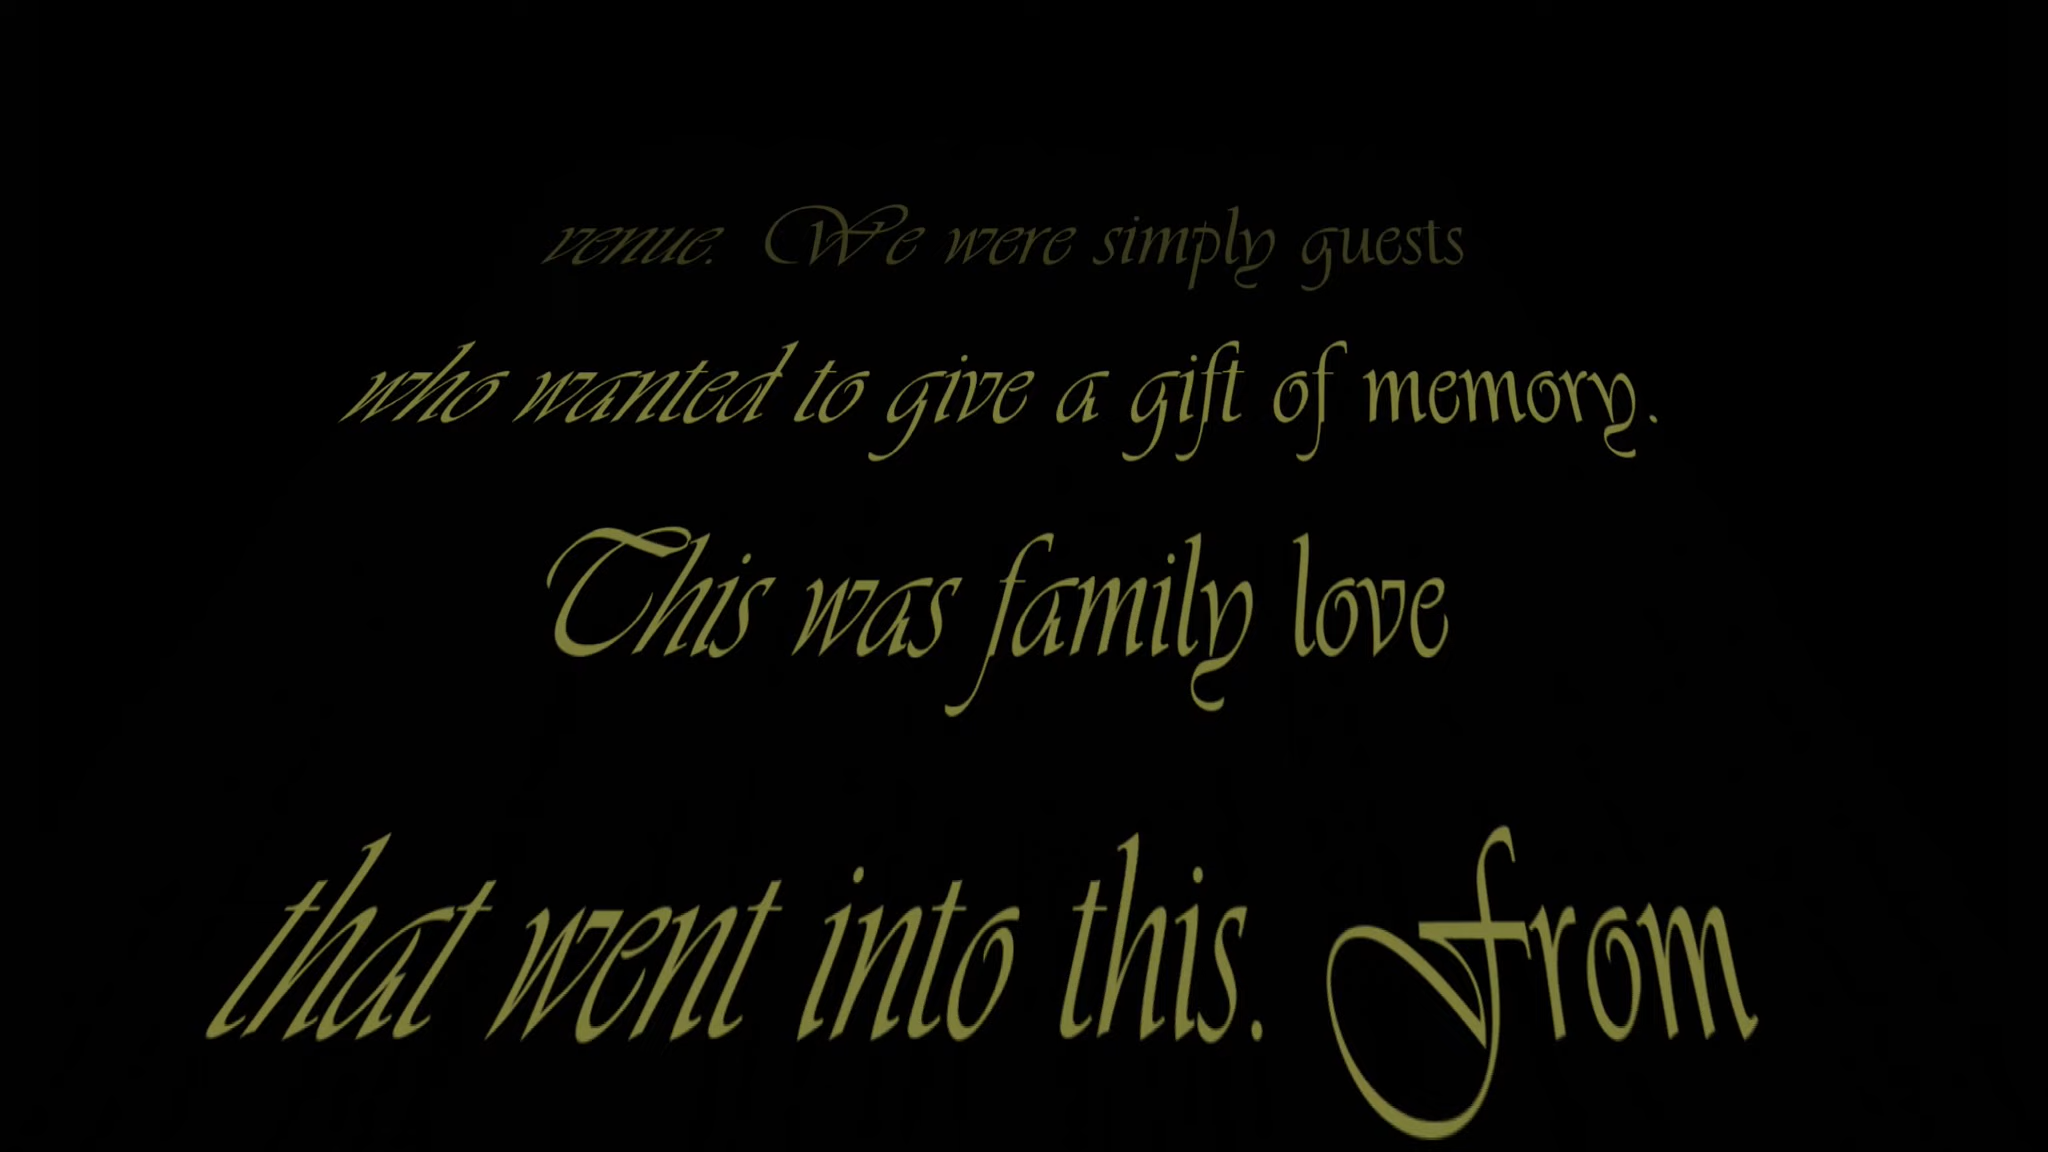 venue. We were simply guests
who wanted to give a gift of memory.
This was family love
that went into this. From